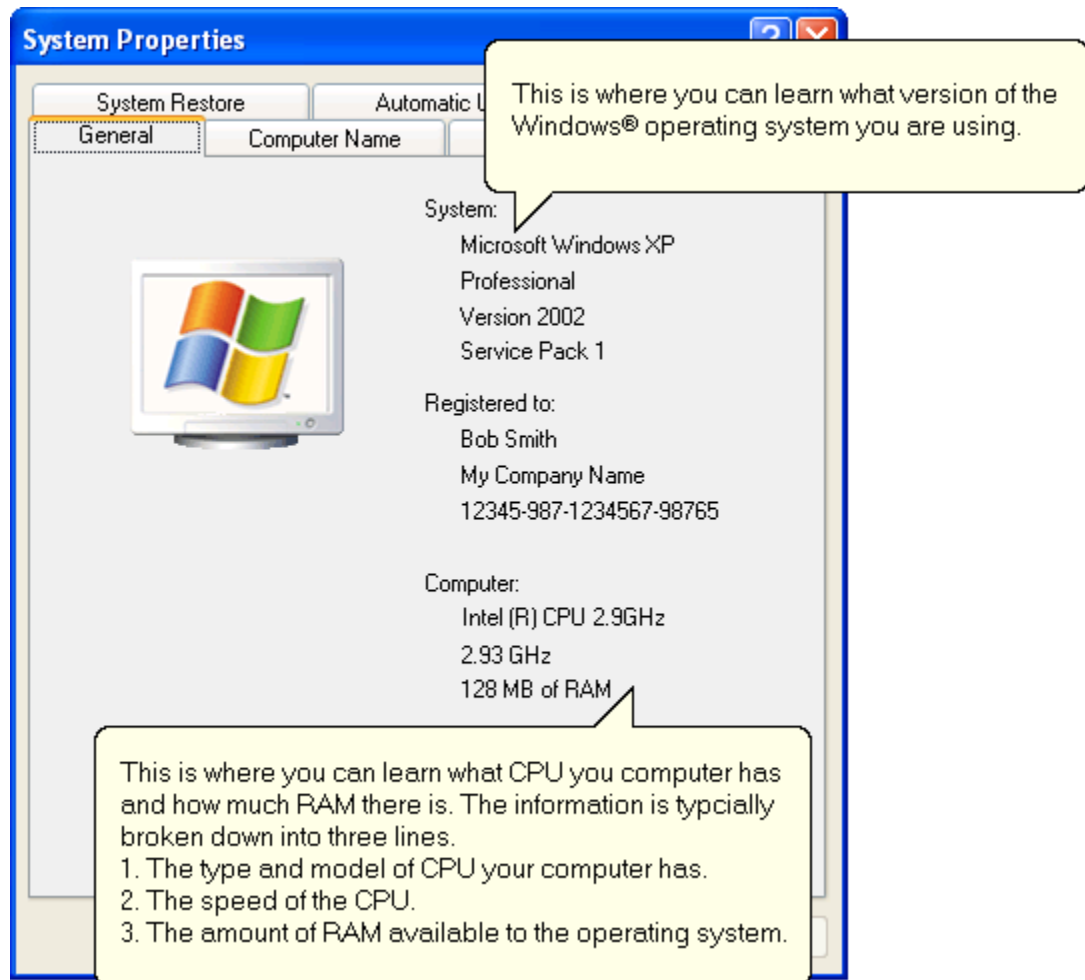 System Properties
System Restore
Automatic U
This is where you can learn what version of the
Windows® operating system you are using.
General
Computer Name
System:
Microsoft Windows XP
Professional
Version 2002
Service Pack 1
Registered to:
Bob Smith
My Company Name
12345-987-1234567-98765
Computer:
Intel (R) CPU 2.9GHz
2.93 GHz
128 MB of RAM
This is where you can learn what CPU you computer has
and how much RAM there is. The information is typcially
broken down into three lines.
1. The type and model of CPU your computer has.
2. The speed of the CPU.
3. The amount of RAM available to the operating system.